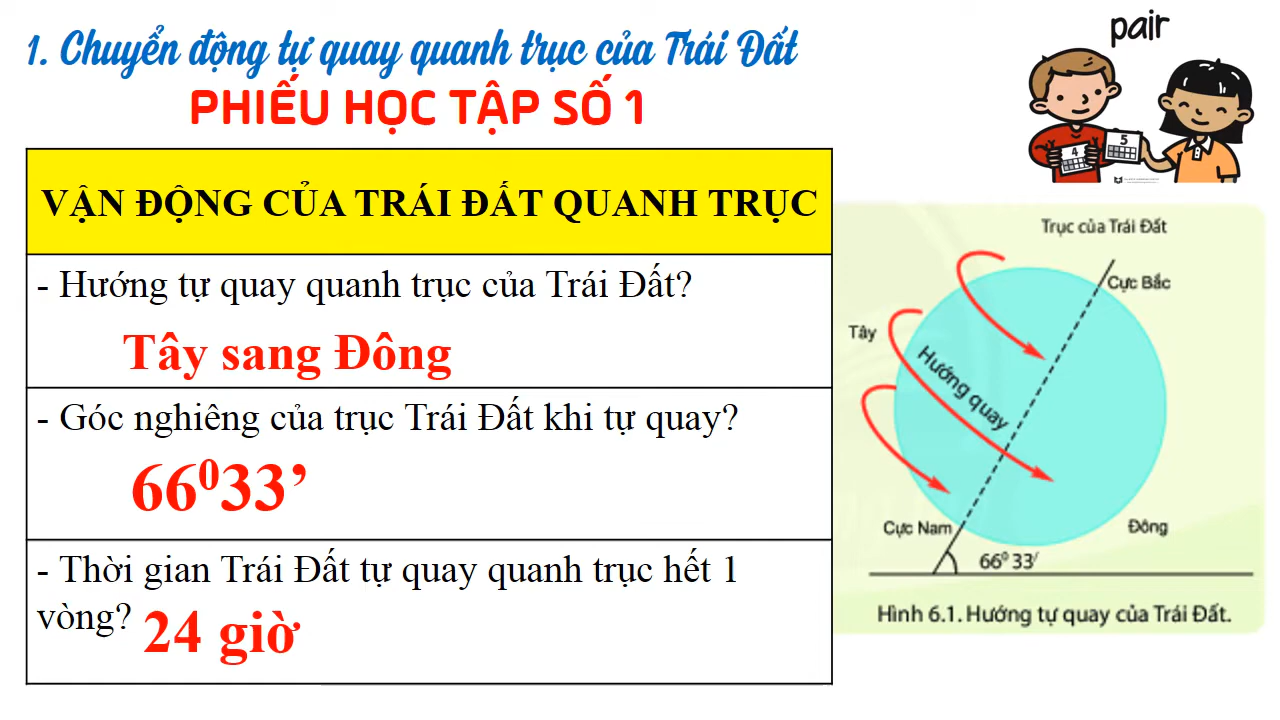 pair
1. Chuyển động tự quay quanh trục của Trái Đất
PHIẾU HỌC TẬP SỐ 1
4
5
VẬN ĐỘNG CỦA TRÁI ĐẤT QUANH TRỤC
- Hướng tự quay quanh trục của Trái Đất?
Tây sang Đông
- Góc nghiêng của trục Trái Đất khi tự quay?
66⁰33’
- Thời gian Trái Đất tự quay quanh trục hết 1
vòng?
24 giờ
Trục của Trái Đất
Cực Bắc
Tây
Hướng quay
Cực Nam
Đông
66⁰ 33′
Hình 6.1. Hướng tự quay của Trái Đất.